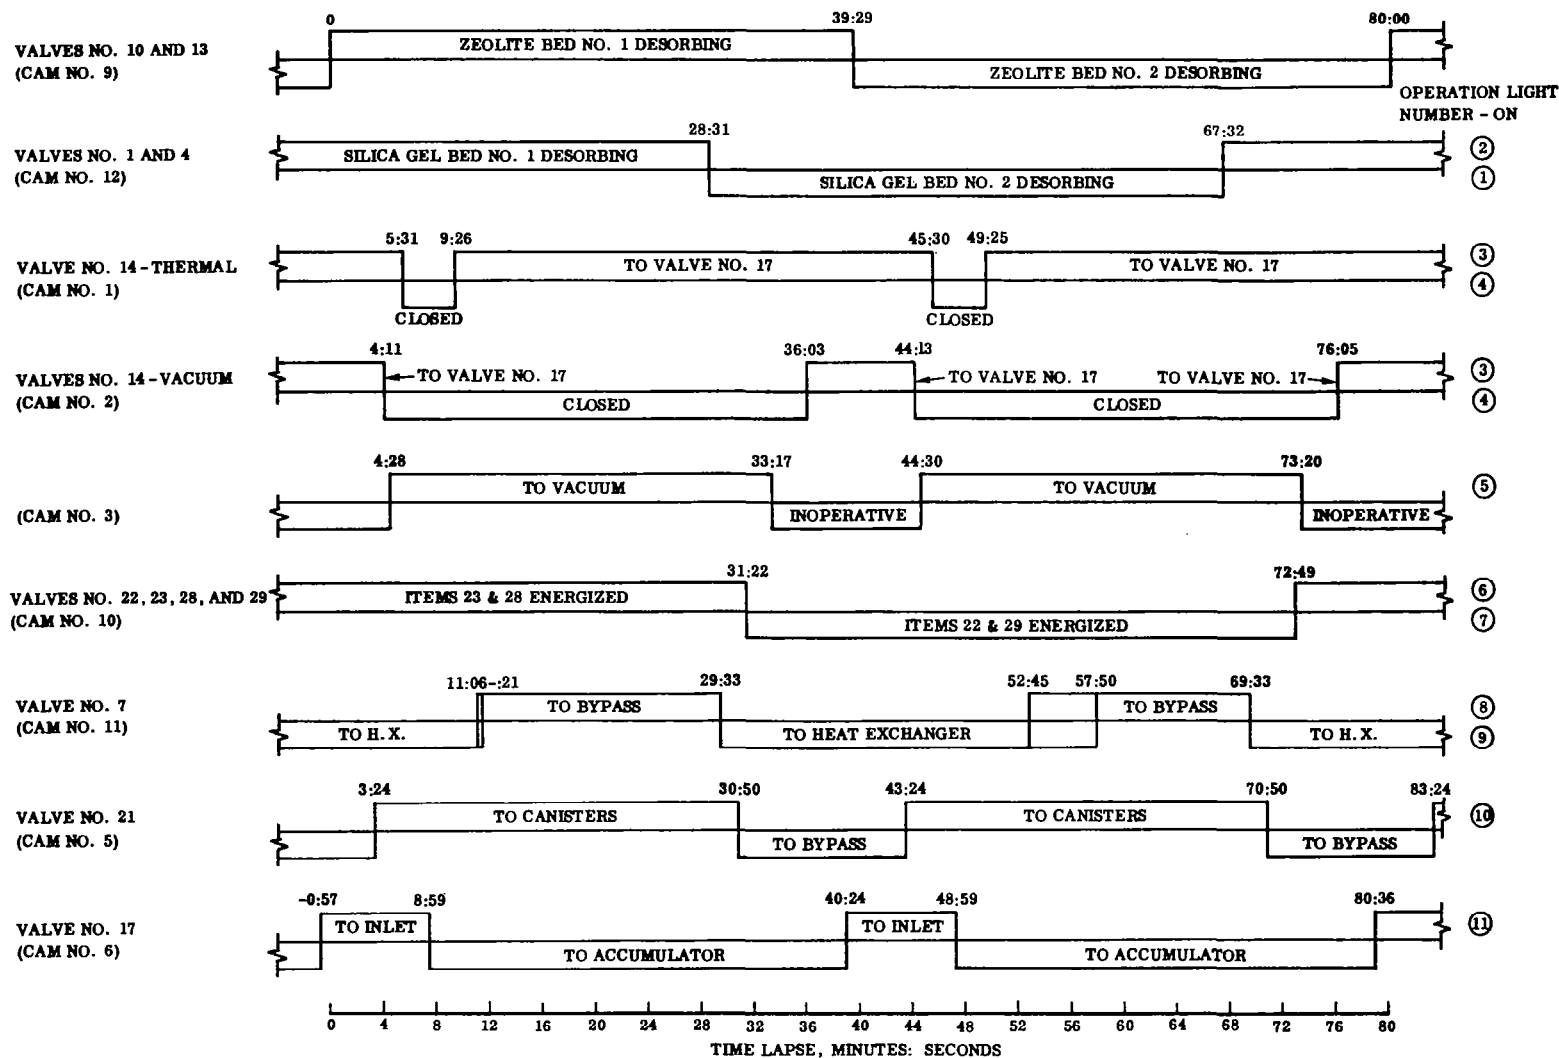 0 39:29 80:00
VALVES NO. 10 AND 13
(CAM NO. 9)
ZEOLITE BED NO. 1 DESORBING
ZEOLITE BED NO. 2 DESORBING
OPERATION LIGHT
NUMBER - ON
28:31 67:32
VALVES NO. 1 AND 4
(CAM NO. 12)
SILICA GEL BED NO. 1 DESORBING
SILICA GEL BED NO. 2 DESORBING
2
1
5:31 9:26 45:30 49:25
VALVE NO. 14 - THERMAL
(CAM NO. 1)
TO VALVE NO. 17 TO VALVE NO. 17
CLOSED CLOSED
3
4
4:11 36:03 44:13 76:05
VALVES NO. 14 - VACUUM
(CAM NO. 2)
TO VALVE NO. 17 TO VALVE NO. 17 TO VALVE NO. 17
CLOSED CLOSED
3
4
4:28 33:17 44:30 73:20
(CAM NO. 3)
TO VACUUM TO VACUUM
INOPERATIVE INOPERATIVE
5
31:22 72:49
VALVES NO. 22, 23, 28, AND 29
(CAM NO. 10)
ITEMS 23 & 28 ENERGIZED
ITEMS 22 & 29 ENERGIZED
6
7
11:06-:21 29:33 52:45 57:50 69:33
VALVE NO. 7
(CAM NO. 11)
TO BYPASS TO BYPASS
TO H.X. TO HEAT EXCHANGER TO H.X.
8
9
3:24 30:50 43:24 70:50 83:24
VALVE NO. 21
(CAM NO. 5)
TO CANISTERS TO CANISTERS
TO BYPASS TO BYPASS
10
-0:57 8:59 40:24 48:59 80:36
VALVE NO. 17
(CAM NO. 6)
TO INLET TO INLET
TO ACCUMULATOR TO ACCUMULATOR
11
0 4 8 12 16 20 24 28 32 36 40 44 48 52 56 60 64 68 72 76 80
TIME LAPSE, MINUTES: SECONDS